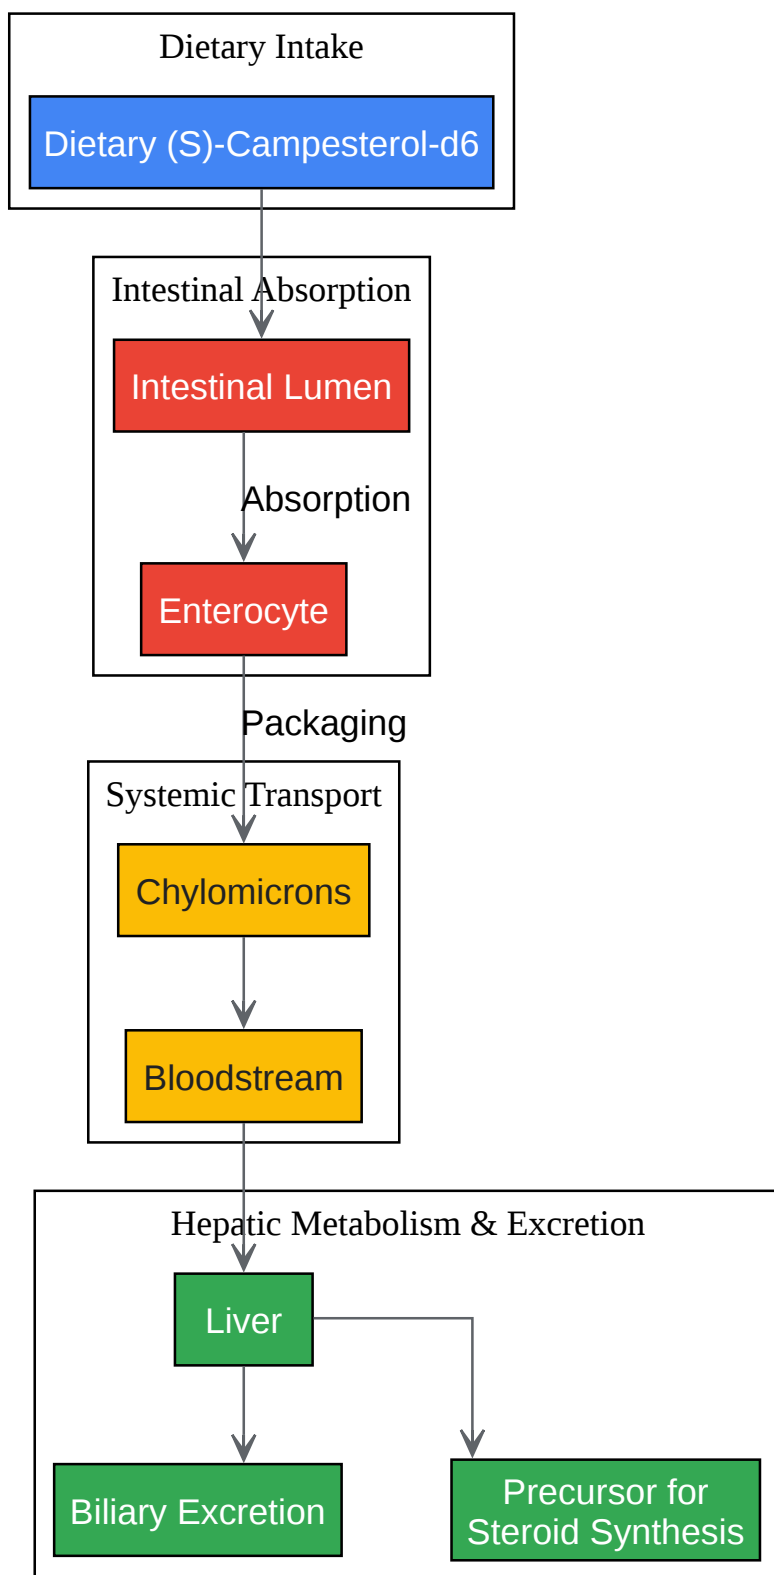 Dietary Intake
Dietary (S)-Campesterol-d6
Intestinal Absorption
Intestinal Lumen
Absorption
Enterocyte
Packaging
Systemic Transport
Chylomicrons
Bloodstream
Hepatic Metabolism & Excretion
Liver
Biliary Excretion
Precursor for
Steroid Synthesis